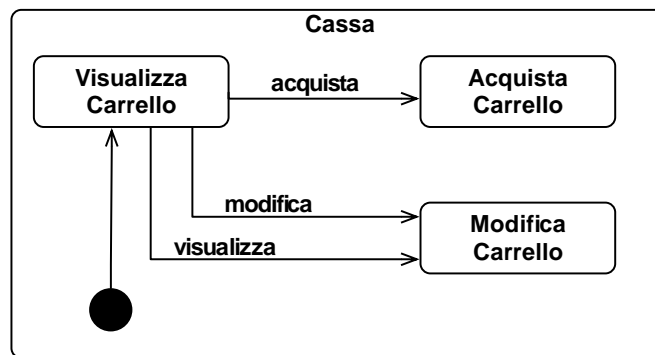 Cassa
Visualizza
Carrello
acquista
Acquista
Carrello
modifica
visualizza
Modifica
Carrello